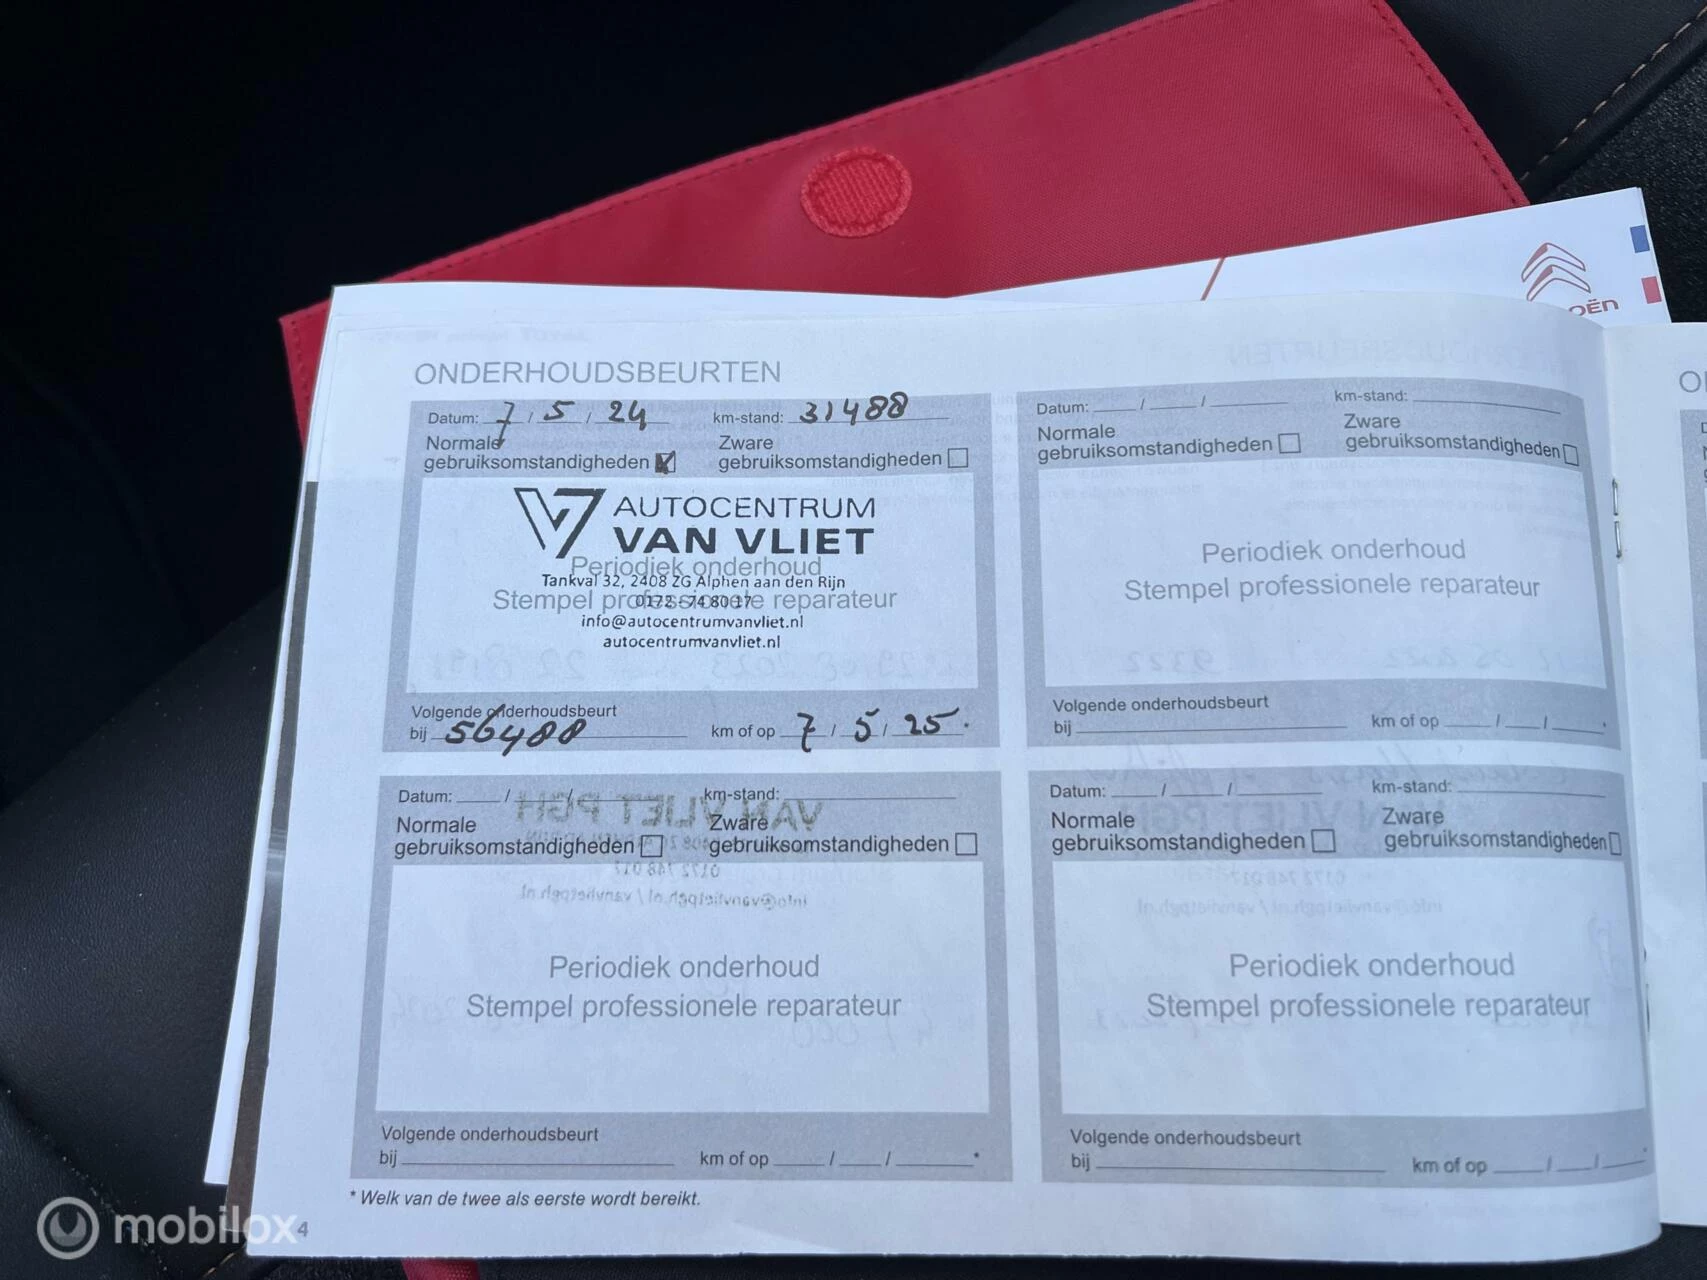 ONDERHOUDSBEURTEN
Datum: 7 / 5 / 24 km-stand: 31488
Normale
gebruiksomstandigheden
Zware
gebruiksomstandigheden
AUTOCENTRUM
VAN VLIET
Periodiek onderhoud
Tankval 32, 2408 ZG Alphen aan den Rijn
Stempel professionele reparateur
0172 - 74 80 17
info@autocentrumvanvliet.nl
autocentrumvanvliet.nl
Volgende onderhoudsbeurt
bij 56488 km of op 7 / 5 / 25 .
Datum: / / km-stand:
Normale
gebruiksomstandigheden
Zware
gebruiksomstandigheden
Periodiek onderhoud
Stempel professionele reparateur
Volgende onderhoudsbeurt
bij km of op / / *
Datum: / / km-stand:
Normale
gebruiksomstandigheden
Zware
gebruiksomstandigheden
Periodiek onderhoud
Stempel professionele reparateur
Volgende onderhoudsbeurt
bij km of op / / *
Datum: / / km-stand:
Normale
gebruiksomstandigheden
Zware
gebruiksomstandigheden
Periodiek onderhoud
Stempel professionele reparateur
Volgende onderhoudsbeurt
bij km of op / / *
* Welk van de twee als eerste wordt bereikt.
4
mobilox